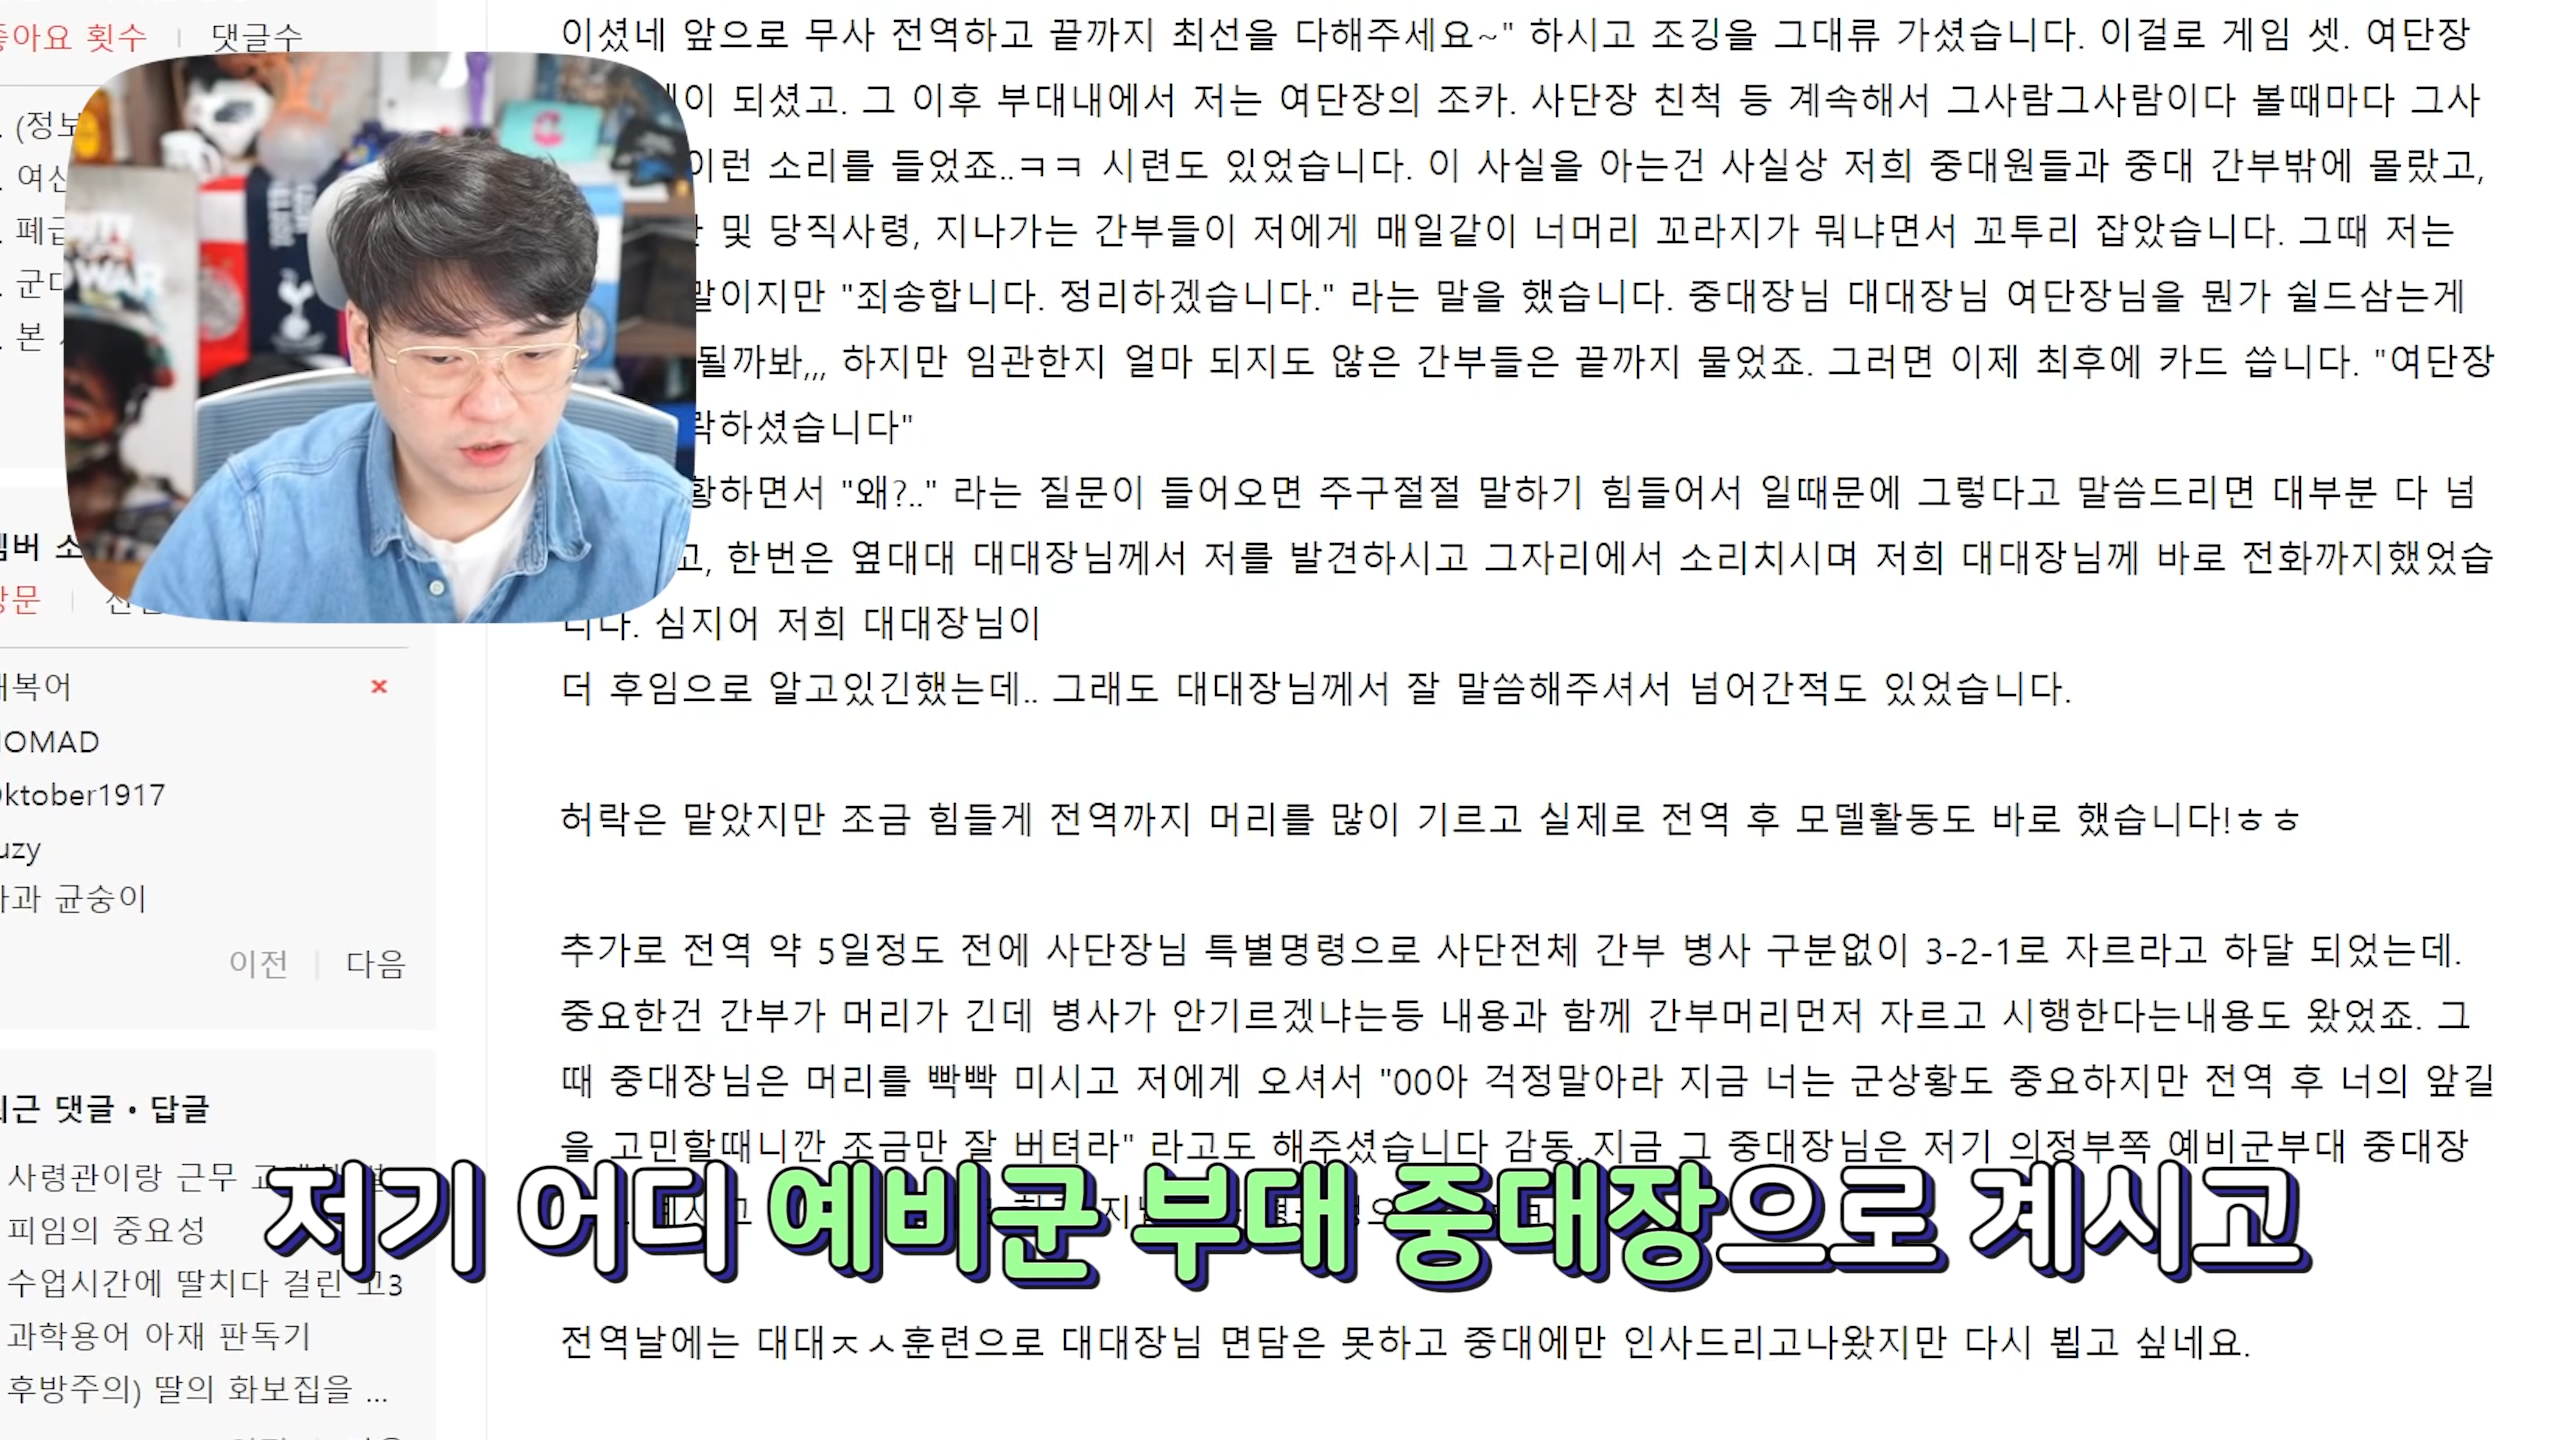 좋아요 횟수 | 댓글수
(정보
여신
폐급
군대
본
멤버 소
방문
대복어
NOMAD
Oktober1917
uzy
사과 균숭이
이전 | 다음
최근 댓글 • 답글
사령관이랑 근무
피임의 중요성
수업시간에 딸치다 걸린 고3
과학용어 아재 판독기
후방주의) 딸의 화보집을 ...
이셨네 앞으로 무사 전역하고 끝까지 최선을 다해주세요~" 하시고 조깅을 그대류 가셨습니다. 이걸로 게임 셋. 여단장
이 되셨고. 그 이후 부대내에서 저는 여단장의 조카. 사단장 친척 등 계속해서 그사람그사람이다 볼때마다 그사
이런 소리를 들었죠..ㅋㅋ 시련도 있었습니다. 이 사실을 아는건 사실상 저희 중대원들과 중대 간부밖에 몰랐고,
및 당직사령, 지나가는 간부들이 저에게 매일같이 너머리 꼬라지가 뭐냐면서 꼬투리 잡았습니다. 그때 저는
말이지만 "죄송합니다. 정리하겠습니다." 라는 말을 했습니다. 중대장님 대대장님 여단장님을 뭔가 쉴드삼는게
될까봐,,, 하지만 임관한지 얼마 되지도 않은 간부들은 끝까지 물었죠. 그러면 이제 최후에 카드 씁니다. "여단장
락하셨습니다"
황하면서 "왜?.." 라는 질문이 들어오면 주구절절 말하기 힘들어서 일때문에 그렇다고 말씀드리면 대부분 다 넘
고, 한번은 옆대대 대대장님께서 저를 발견하시고 그자리에서 소리치시며 저희 대대장님께 바로 전화까지했었습
니다. 심지어 저희 대대장님이
더 후임으로 알고있긴했는데.. 그래도 대대장님께서 잘 말씀해주셔서 넘어간적도 있었습니다.
허락은 맡았지만 조금 힘들게 전역까지 머리를 많이 기르고 실제로 전역 후 모델활동도 바로 했습니다!ㅎㅎ
추가로 전역 약 5일정도 전에 사단장님 특별명령으로 사단전체 간부 병사 구분없이 3-2-1로 자르라고 하달 되었는데.
중요한건 간부가 머리가 긴데 병사가 안기르겠냐는등 내용과 함께 간부머리먼저 자르고 시행한다는내용도 왔었죠. 그
때 중대장님은 머리를 빡빡 미시고 저에게 오셔서 "00아 걱정말아라 지금 너는 군상황도 중요하지만 전역 후 너의 앞길
을 고민할때니깐 조금만 잘 버텨라" 라고도 해주셨습니다 감동..지금 그 중대장님은 저기 의정부쪽 예비군부대 중대장
저기 어디 예비군 부대 중대장으로 계시고
전역날에는 대대ㅈㅅ훈련으로 대대장님 면담은 못하고 중대에만 인사드리고나왔지만 다시 뵙고 싶네요.